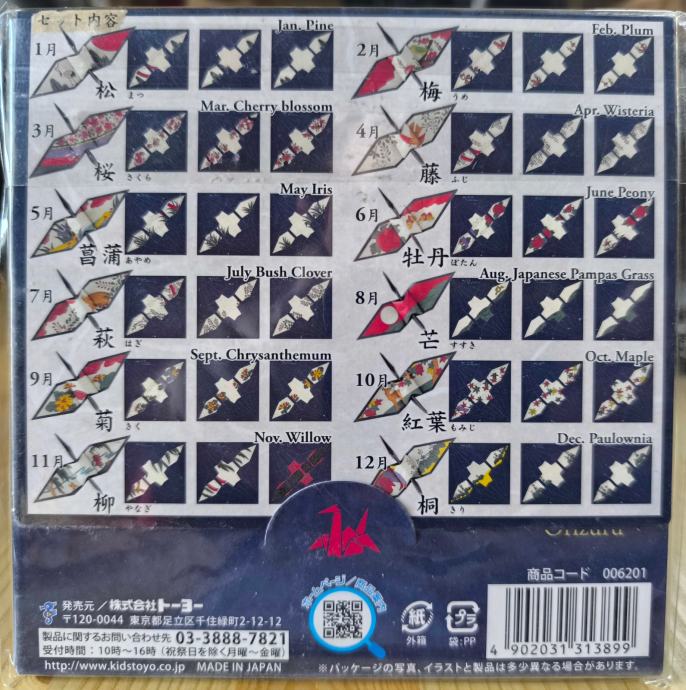 セット内容
1月 Jan. Pine
松 まつ
2月 Feb. Plum
梅 うめ
3月 Mar. Cherry blossom
桜 さくら
4月 Apr. Wisteria
藤 ふじ
5月 May Iris
菖蒲 あやめ
6月 June Peony
牡丹 ぼたん
7月 July Bush Clover
萩 はぎ
8月 Aug. Japanese Pampas Grass
芒 すすき
9月 Sept. Chrysanthemum
菊 きく
10月 Oct. Maple
紅葉 もみじ
11月 Nov. Willow
柳 やなぎ
12月 Dec. Paulownia
桐 きり
商品コード 006201
発売元／株式会社トーヨー
〒120-0044 東京都足立区千住緑町2-12-12
製品に関するお問い合わせ先 03-3888-7821
受付時間：10時〜16時（祝祭日を除く月曜〜金曜）
http://www.kidstoyo.co.jp MADE IN JAPAN
紙
外箱
プラ
袋:PP
4 902031 313899
※パッケージの写真、イラストと製品は多少異なる場合があります。